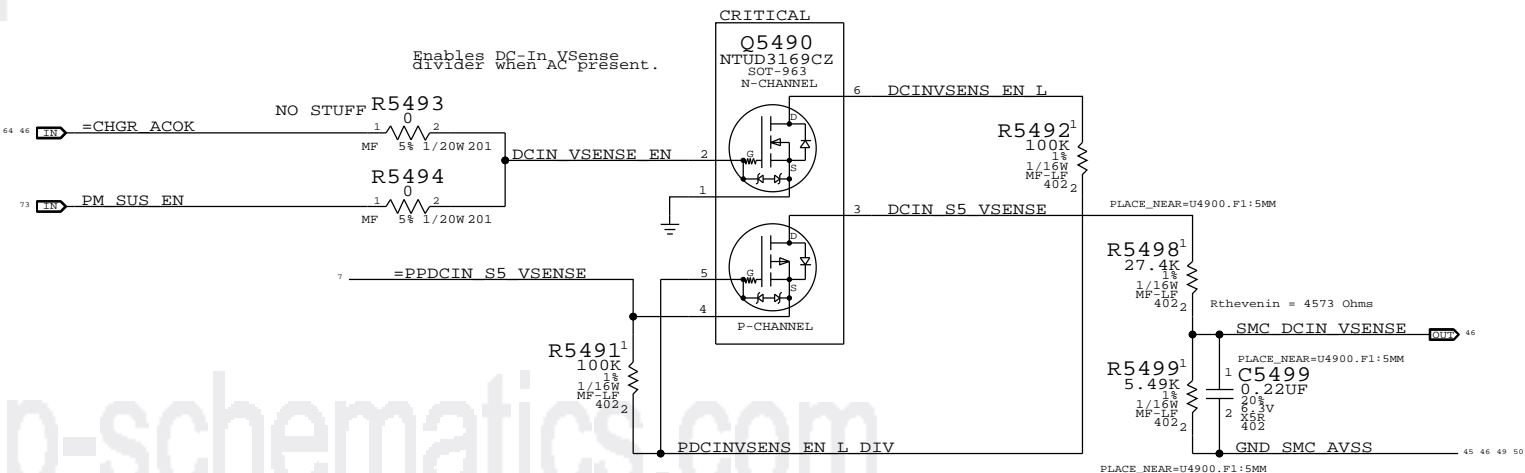 CRITICAL
Q5490
NTUD3169CZ
SOT-963
N-CHANNEL
Enables DC-In VSense
divider when AC present.
NO STUFF
R5493
0
64 46
IN
=CHGR_ACOK
1
2
MF 5% 1/20W 201
DCIN_VSENSE_EN
2
R5494
0
73
IN
PM_SUS_EN
1
2
MF 5% 1/20W 201
1
D
G
S
6
DCINVSENS_EN_L
R5492
1
100K
1%
1/16W
MF-LF
402
2
3
DCIN_S5_VSENSE
PLACE_NEAR=U4900.F1:5MM
7
=PPDCIN_S5_VSENSE
5
4
D
G
S
P-CHANNEL
R5498
1
27.4K
1%
1/16W
MF-LF
402
2
Rthevenin = 4573 Ohms
SMC_DCIN_VSENSE
OUT
46
R5491
1
100K
1%
1/16W
MF-LF
402
2
R5499
1
5.49K
1%
1/16W
MF-LF
402
2
PLACE_NEAR=U4900.F1:5MM
1
C5499
0.22UF
20%
6.3V
X5R
402
2
PDCINVSENS_EN_L_DIV
GND_SMC_AVSS
45 46 49 50
PLACE_NEAR=U4900.F1:5MM
p-schematics.com